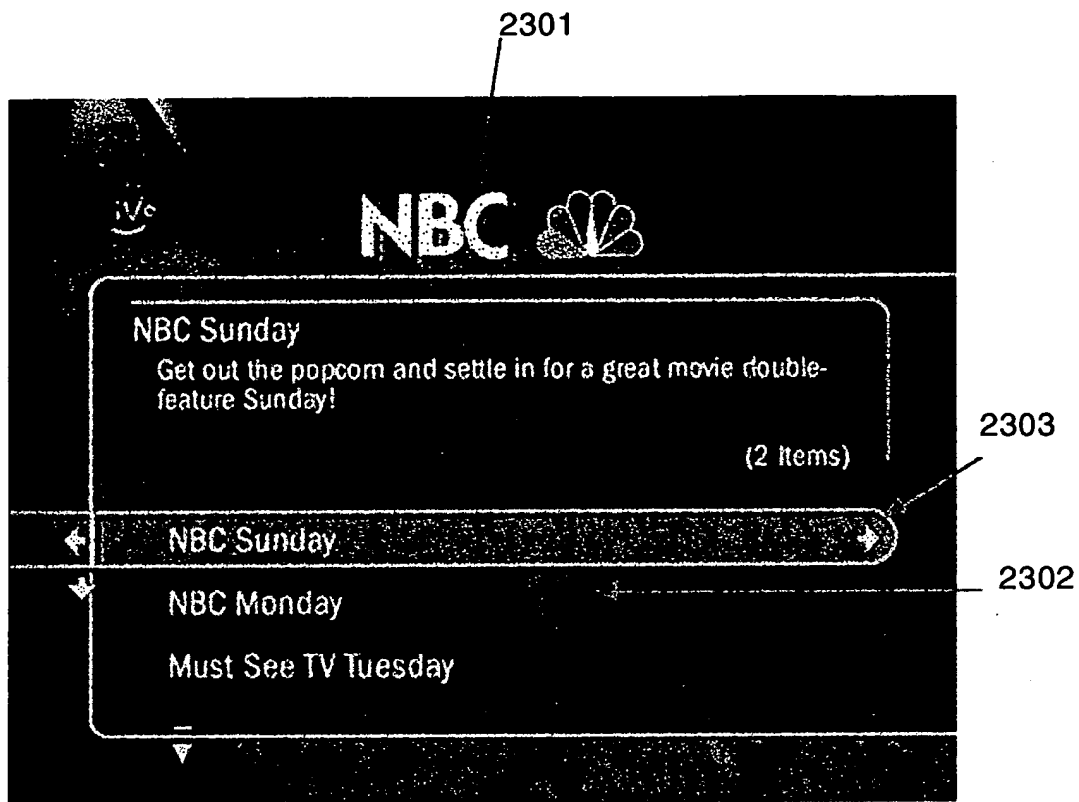 2301
NBC
NBC Sunday
Get out the popcorn and settle in for a great movie double-
feature Sunday!
(2 Items)
2303
NBC Sunday
2302
NBC Monday
Must See TV Tuesday